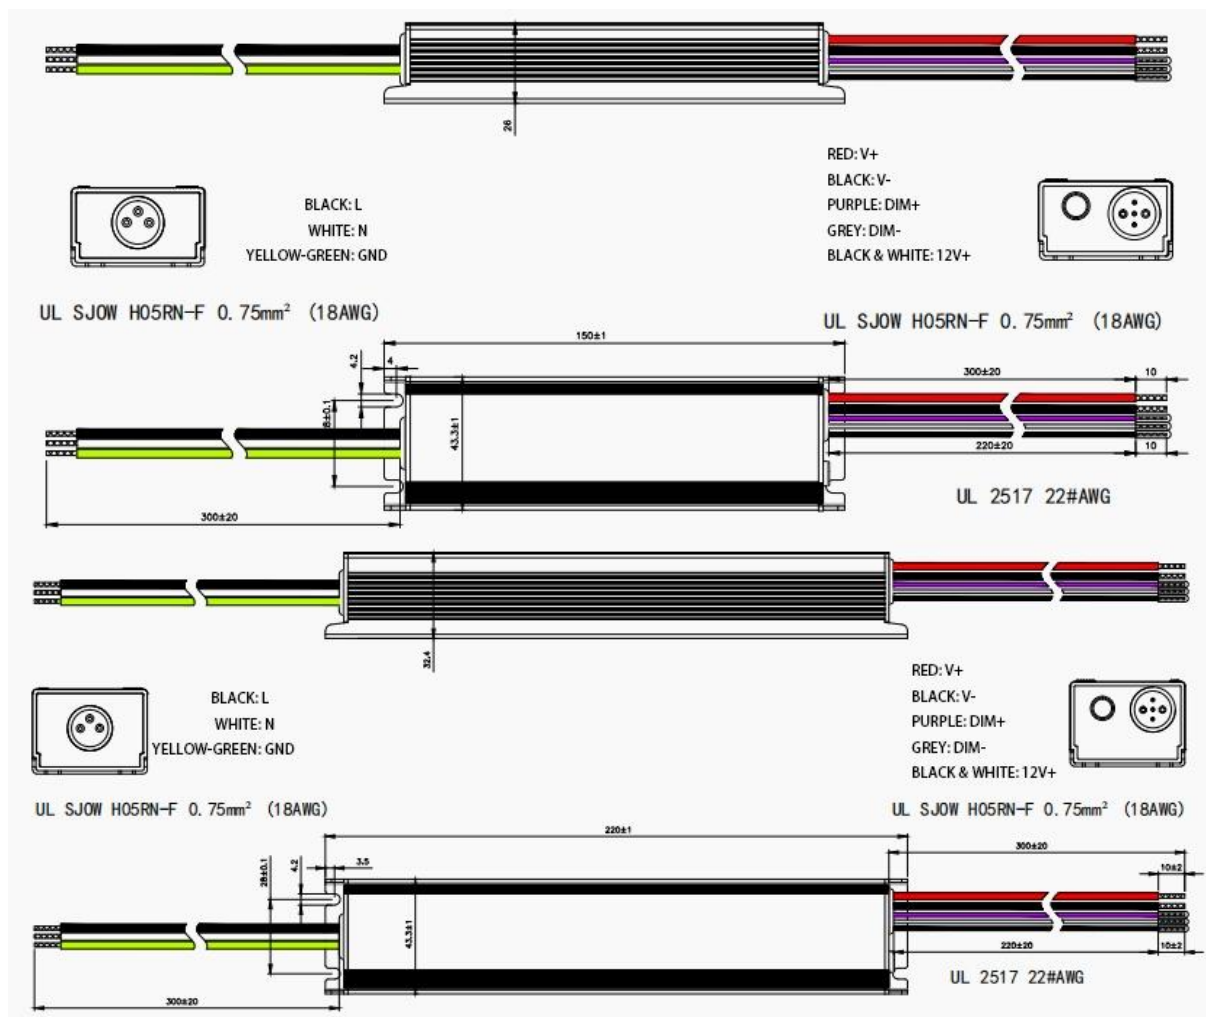 26
RED: V+
BLACK: V-
PURPLE: DIM+
GREY: DIM-
BLACK & WHITE: 12V+
BLACK: L
WHITE: N
YELLOW-GREEN: GND
UL SJOW H05RN-F 0.75mm² (18AWG)
UL SJOW H05RN-F 0.75mm² (18AWG)
150±1
4.2
4
300±20
10
8±0.1
43.3±1
220±20
10
UL 2517 22#AWG
300±20
32.4
RED: V+
BLACK: V-
PURPLE: DIM+
GREY: DIM-
BLACK & WHITE: 12V+
BLACK: L
WHITE: N
YELLOW-GREEN: GND
UL SJOW H05RN-F 0.75mm² (18AWG)
UL SJOW H05RN-F 0.75mm² (18AWG)
220±1
300±20
28±0.1
4.2
3.5
10±2
43.3±1
220±20
10±2
UL 2517 22#AWG
300±20